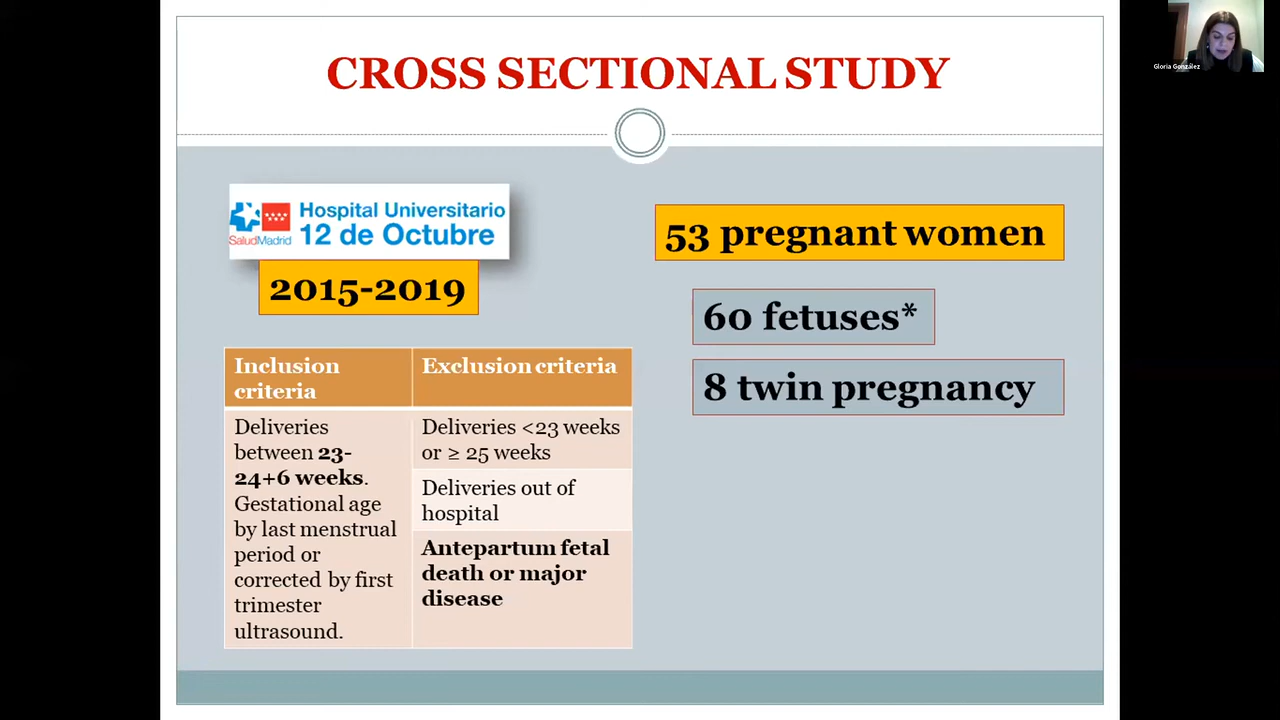 CROSS SECTIONAL STUDY
Gloria González
Hospital Universitario
12 de Octubre
SaludMadrid
2015-2019
53 pregnant women
60 fetuses*
8 twin pregnancy
Inclusion
criteria
Deliveries
between 23-
24+6 weeks.
Gestational age
by last menstrual
period or
corrected by first
trimester
ultrasound.
Exclusion criteria
Deliveries <23 weeks
or ≥ 25 weeks
Deliveries out of
hospital
Antepartum fetal
death or major
disease